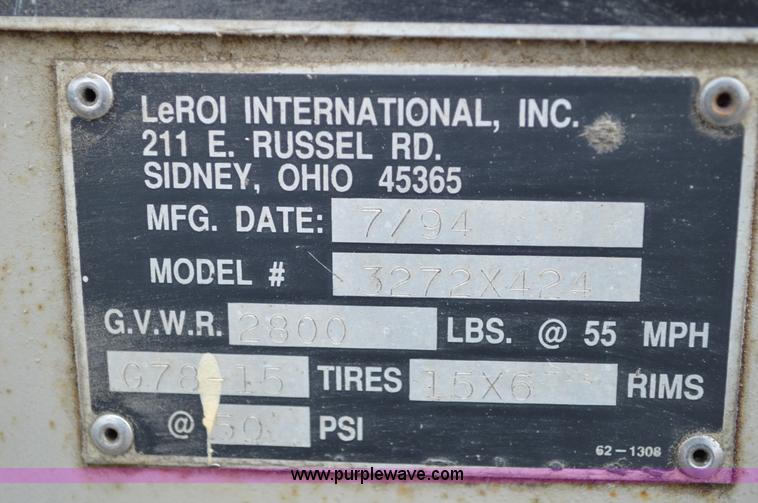 LeROI INTERNATIONAL, INC.
211 E. RUSSEL RD.
SIDNEY, OHIO 45365
MFG. DATE: 7/94
MODEL # 3272X424
G.V.W.R. 2800 LBS. @ 55 MPH
G78-15 TIRES 15X6 RIMS
@ 50 PSI
62-1308
www.purplewave.com